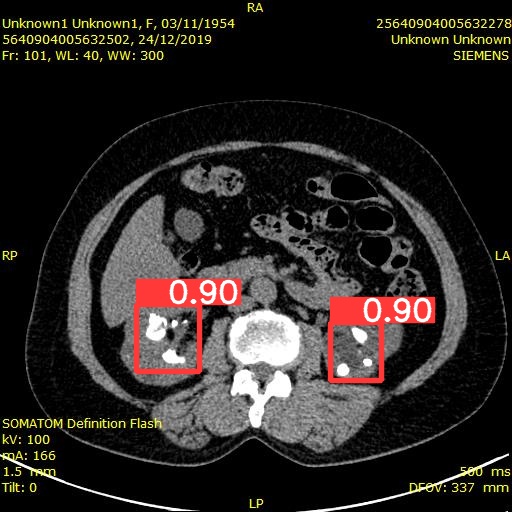 RA
Unknown1 Unknown1, F, 03/11/1954
25640904005632278
5640904005632502, 24/12/2019
Unknown Unknown
Fr: 101, WL: 40, WW: 300
SIEMENS
RP
LA
0.90
0.90
SOMATOM Definition Flash
kV: 100
mA: 166
1.5 mm
500 ms
Tilt: 0
DFOV: 337 mm
LP